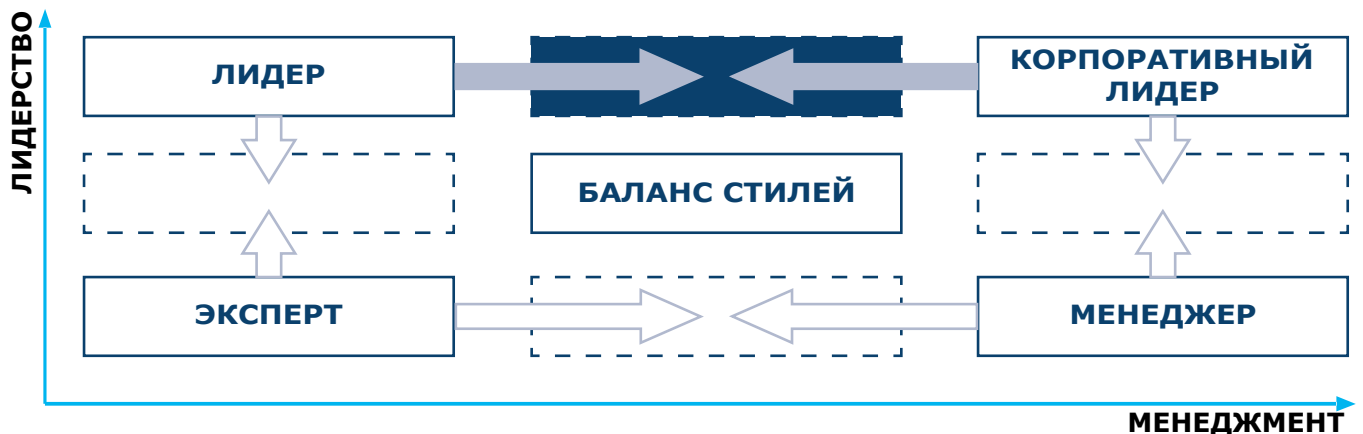 ЛИДЕРСТВО
ЛИДЕР
КОРПОРАТИВНЫЙ
ЛИДЕР
БАЛАНС СТИЛЕЙ
ЭКСПЕРТ
МЕНЕДЖЕР
МЕНЕДЖМЕНТ